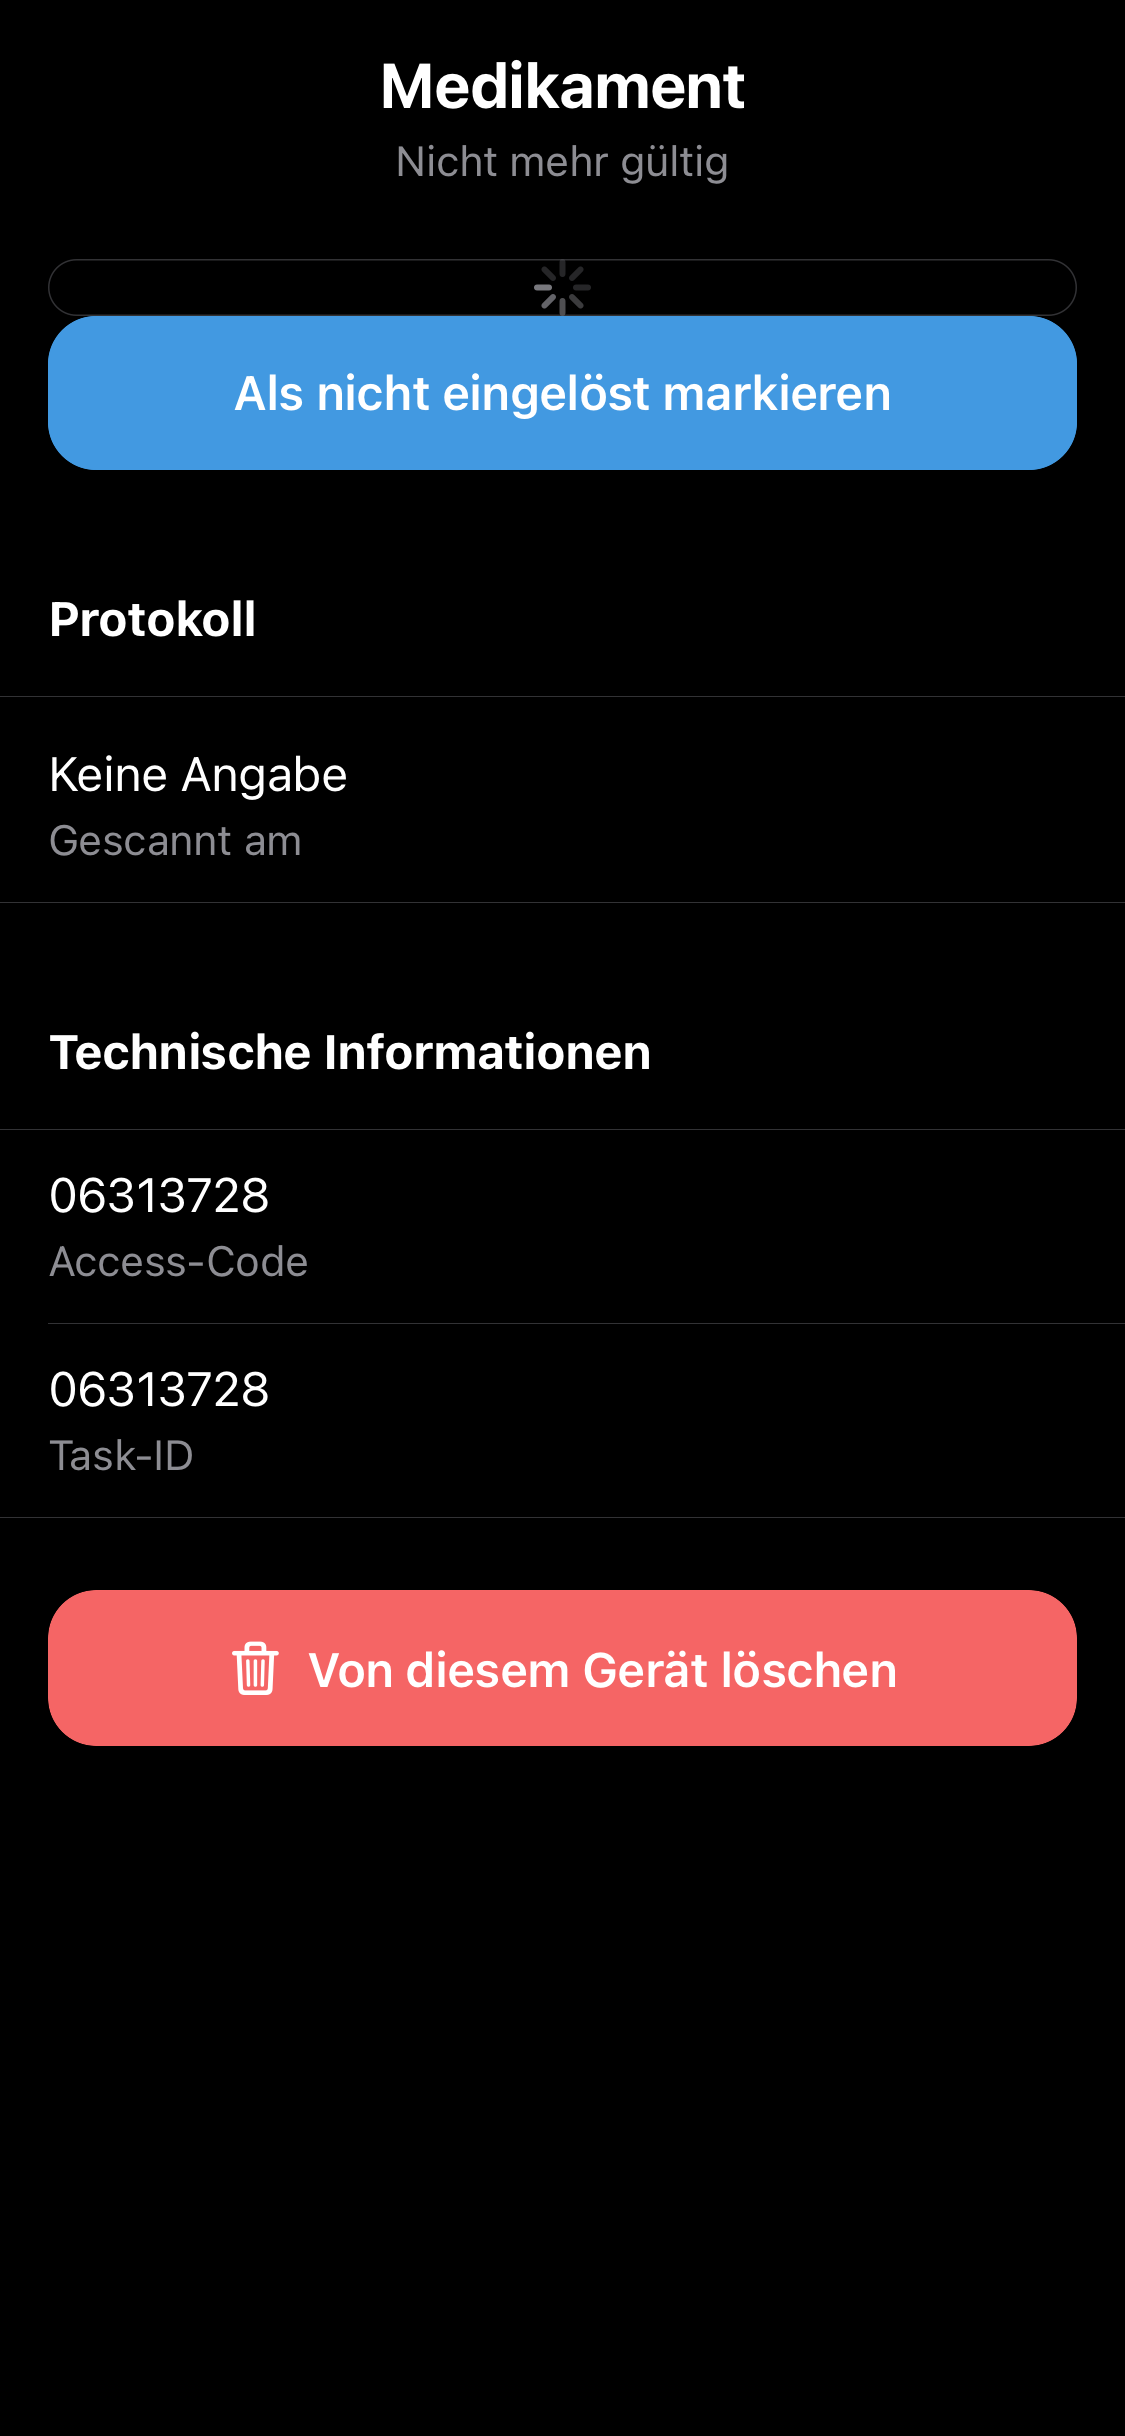 Medikament
Nicht mehr gültig
Als nicht eingelöst markieren
Protokoll
Keine Angabe
Gescannt am
Technische Informationen
06313728
Access-Code
06313728
Task-ID
Von diesem Gerät löschen